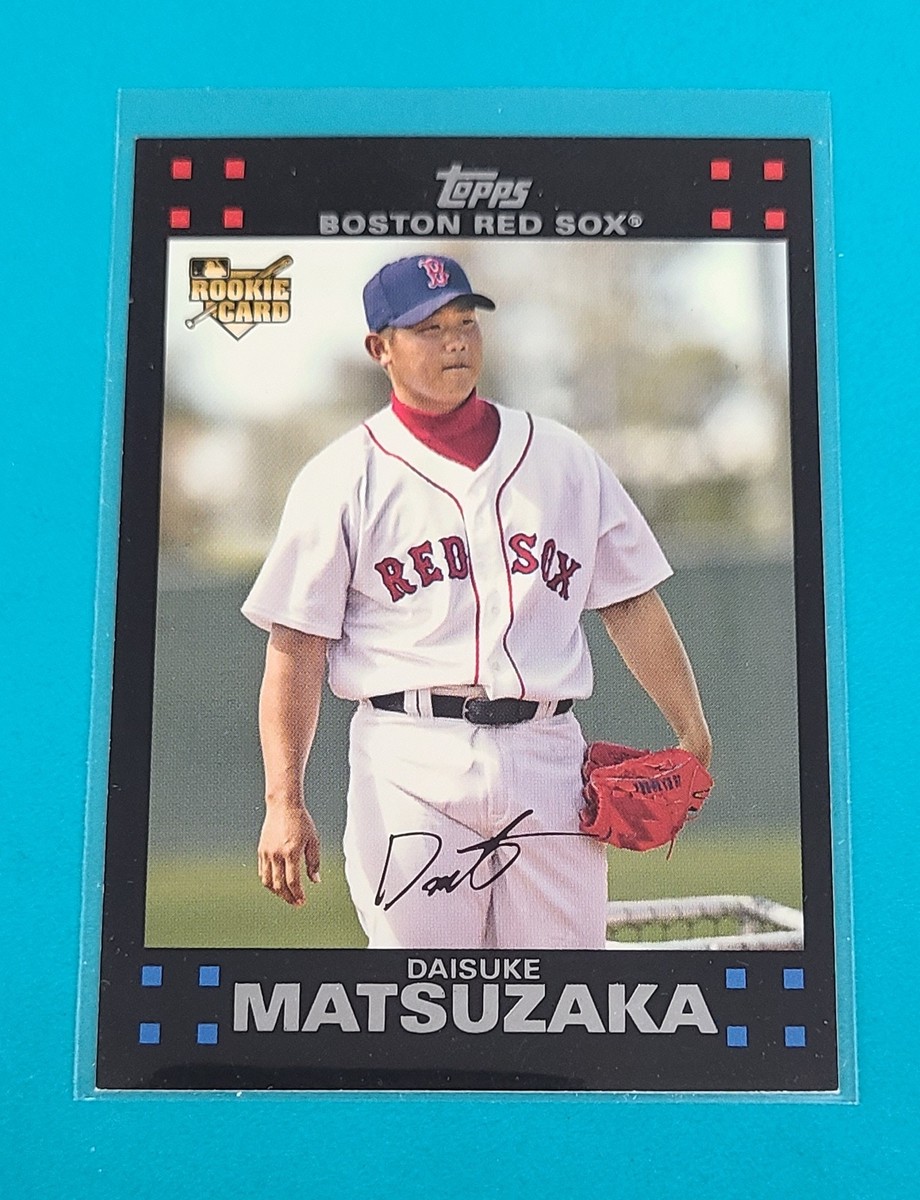 Topps
BOSTON RED SOX®
ROOKIE
CARD
B
RED SOX
DAISUKE
MATSUZAKA